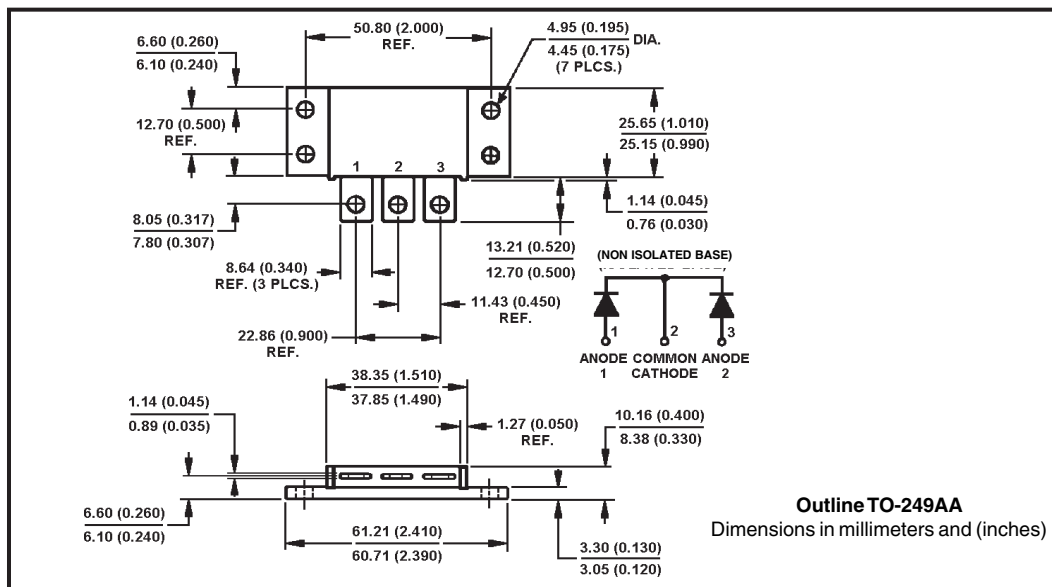 50.80 (2.000)
REF.
4.95 (0.195)
4.45 (0.175)
DIA.
(7 PLCS.)
6.60 (0.260)
6.10 (0.240)
12.70 (0.500)
REF.
25.65 (1.010)
25.15 (0.990)
1 2 3
8.05 (0.317)
7.80 (0.307)
1.14 (0.045)
0.76 (0.030)
13.21 (0.520)
12.70 (0.500)
8.64 (0.340)
REF. (3 PLCS.)
11.43 (0.450)
REF.
22.86 (0.900)
REF.
(NON ISOLATED BASE)
1 2 3
ANODE COMMON ANODE
1 CATHODE 2
38.35 (1.510)
37.85 (1.490)
1.14 (0.045)
0.89 (0.035)
1.27 (0.050)
REF.
10.16 (0.400)
8.38 (0.330)
6.60 (0.260)
6.10 (0.240)
61.21 (2.410)
60.71 (2.390)
3.30 (0.130)
3.05 (0.120)
Outline TO-249AA
Dimensions in millimeters and (inches)